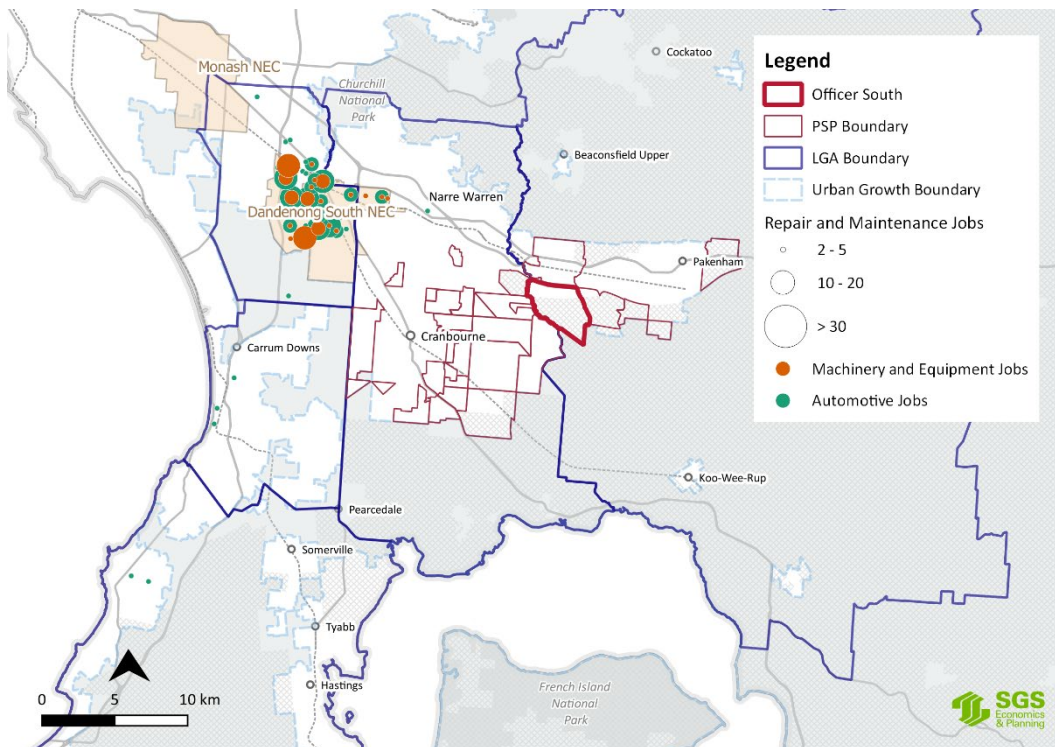 Cockatoo
Monash NEC
Churchill
National
Park
Beaconsfield Upper
Narre Warren
Dandenong South NEC
Pakenham
Cranbourne
Carrum Downs
Koo-Wee-Rup
Pearcedale
Somerville
Tyabb
Hastings
French Island
National
Park
0 5 10 km
Legend
Officer South
PSP Boundary
LGA Boundary
Urban Growth Boundary
Repair and Maintenance Jobs
2 - 5
10 - 20
> 30
Machinery and Equipment Jobs
Automotive Jobs
SGS
Economics
& Planning